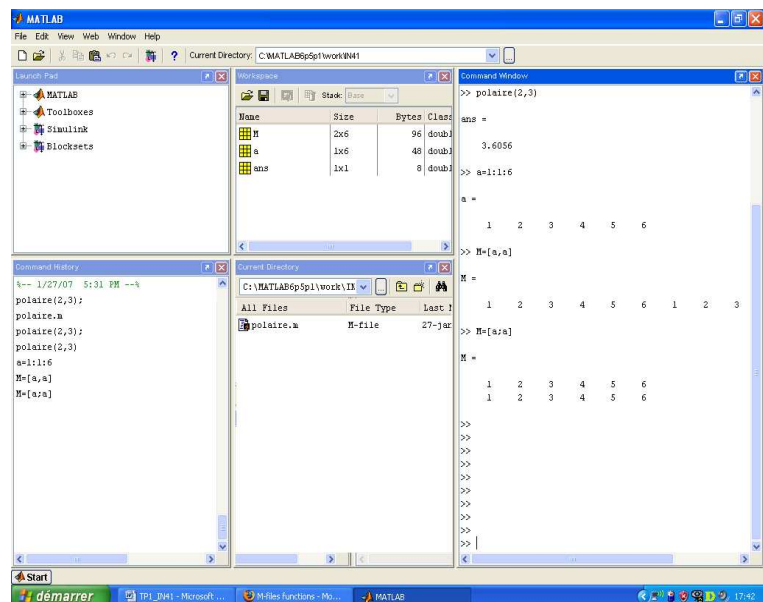 MATLAB
File Edit View Web Window Help
? Current Directory: C:\MATLAB6p5p1\work\IN41
Launch Pad
MATLAB
Toolboxes
Simulink
Blocksets
Workspace
Stack: Base
Name Size Bytes Class
M 2x6 96 doubl
a 1x6 48 doubl
ans 1x1 8 doubl
Command History
%-- 1/27/07 5:31 PM --%
polaire(2,3);
polaire.m
polaire(2,3);
polaire(2,3)
a=1:1:6
M=[a,a]
M=[a;a]
Current Directory
C:\MATLAB6p5p1\work\IN
All Files File Type Last M
polaire.m M-file 27-jan
Command Window
>> polaire(2,3)
ans =
3.6056
>> a=1:1:6
a =
1 2 3 4 5 6
>> M=[a,a]
M =
1 2 3 4 5 6 1 2 3
>> M=[a;a]
M =
1 2 3 4 5 6
1 2 3 4 5 6
>>
>>
>>
>>
>>
>>
>>
>>
>>
>>
Start
démarrer TP1_IN41 - Microsoft ... M-files functions - Mo... MATLAB 17:42